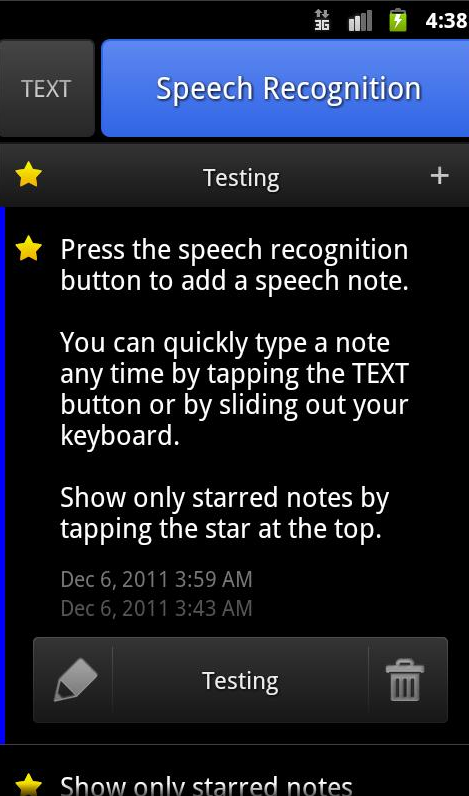 3G 4:38
TEXT Speech Recognition
Testing +
Press the speech recognition
button to add a speech note.
You can quickly type a note
any time by tapping the TEXT
button or by sliding out your
keyboard.
Show only starred notes by
tapping the star at the top.
Dec 6, 2011 3:59 AM
Dec 6, 2011 3:43 AM
Testing
Show only starred notes